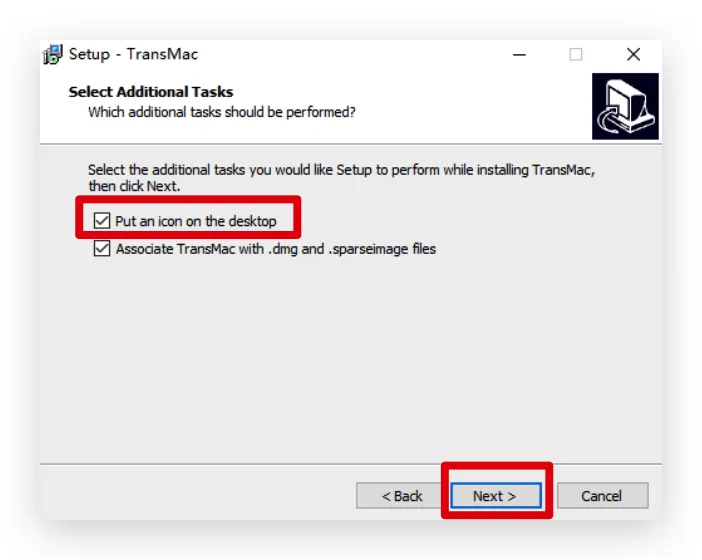 Setup - TransMac
Select Additional Tasks
Which additional tasks should be performed?
Select the additional tasks you would like Setup to perform while installing TransMac,
then click Next.
Put an icon on the desktop
Associate TransMac with .dmg and .sparseimage files
< Back
Next >
Cancel